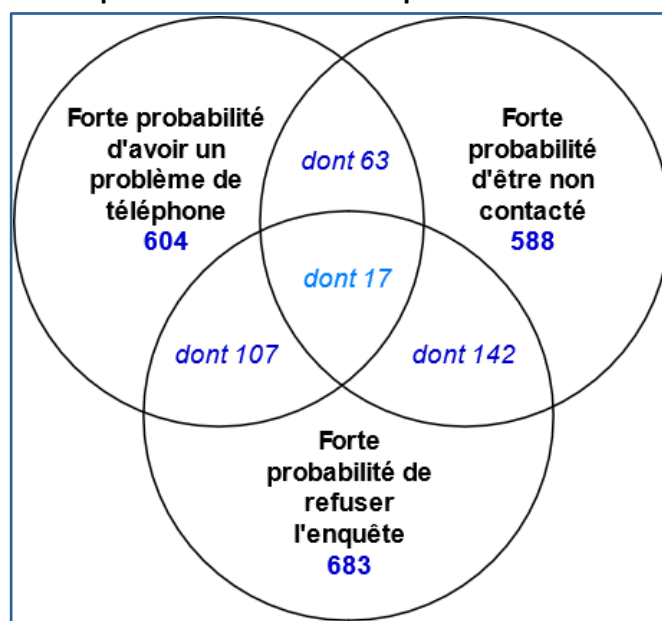 Forte probabilité
d'avoir un
problème de
téléphone
604
dont 63
Forte
probabilité
d'être non
contacté
588
dont 17
dont 107
dont 142
Forte
probabilité de
refuser
l'enquête
683